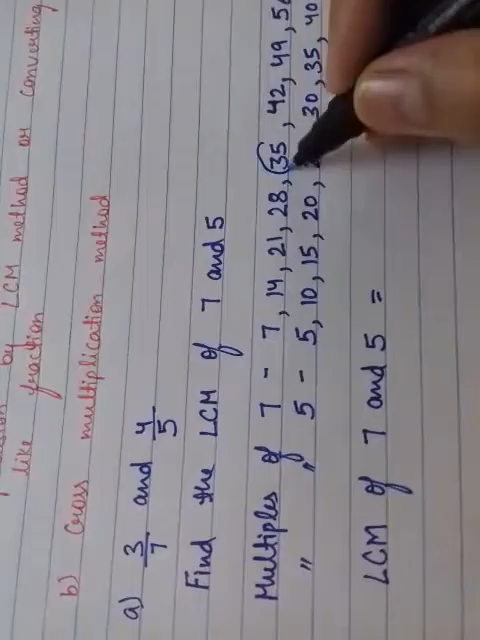 by LCM method or converting
like fraction
b) Cross multiplication method
a) 3/7 and 4/5
Find the LCM of 7 and 5
Multiples of 7 - 7, 14, 21, 28, 35, 42, 49,
" " 5 - 5, 10, 15, 20, 30, 35, 40
LCM of 7 and 5 =